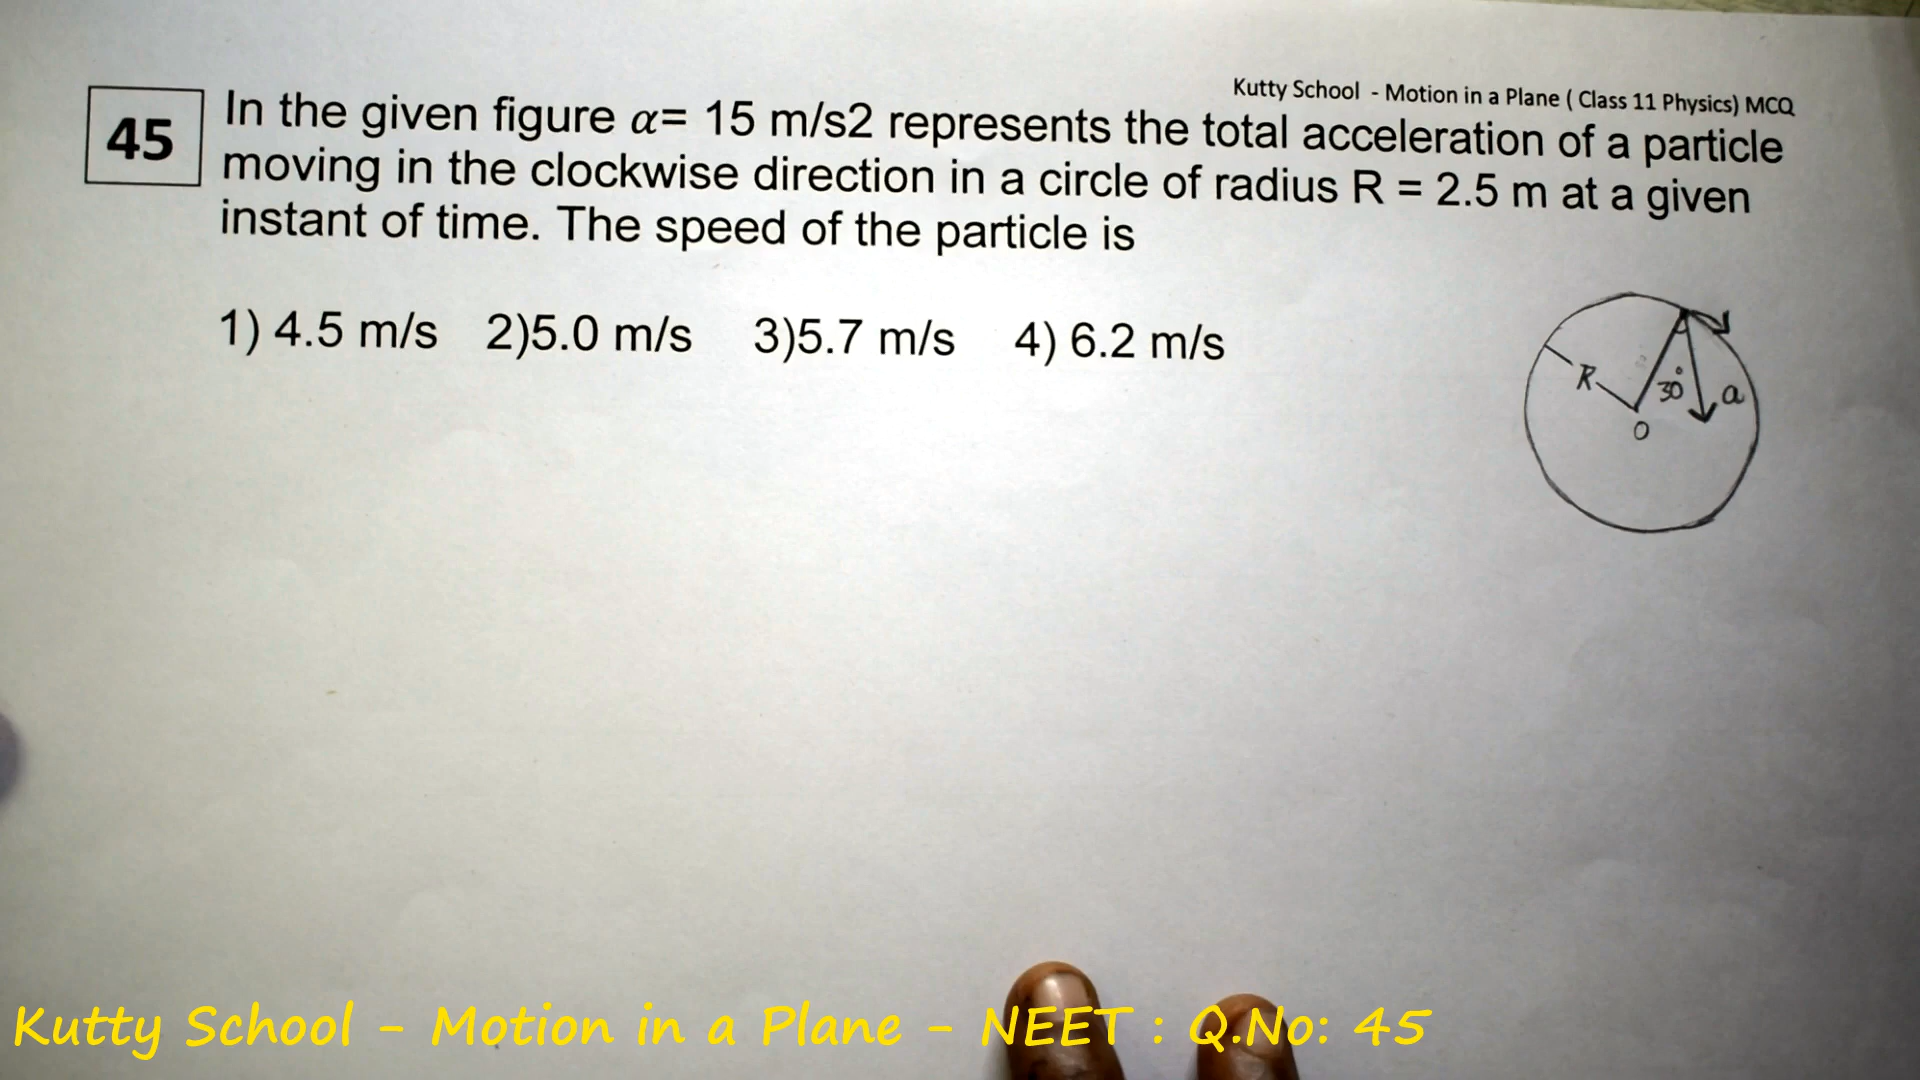 Kutty School - Motion in a Plane ( Class 11 Physics) MCQ
45
In the given figure α= 15 m/s2 represents the total acceleration of a particle
moving in the clockwise direction in a circle of radius R = 2.5 m at a given
instant of time. The speed of the particle is
1) 4.5 m/s 2)5.0 m/s 3)5.7 m/s 4) 6.2 m/s
R
30°
a
O
Kutty School - Motion in a Plane - NEET : Q.No: 45